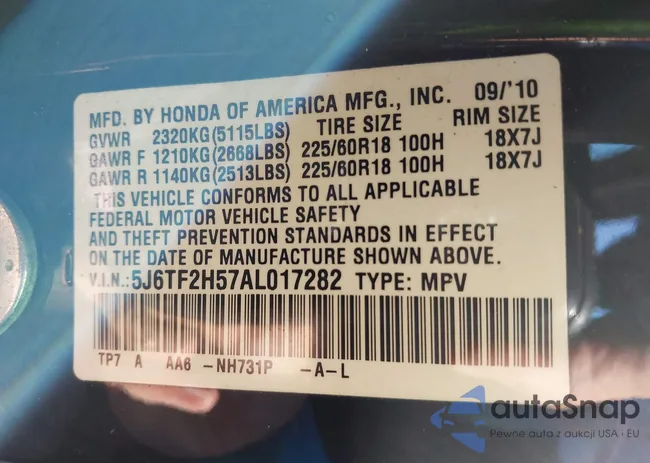 MFD. BY HONDA OF AMERICA MFG., INC. 09/'10
GVWR 2320KG(5115LBS) TIRE SIZE RIM SIZE
GAWR F 1210KG(2668LBS) 225/60R18 100H 18X7J
GAWR R 1140KG(2513LBS) 225/60R18 100H 18X7J
THIS VEHICLE CONFORMS TO ALL APPLICABLE
FEDERAL MOTOR VEHICLE SAFETY
AND THEFT PREVENTION STANDARDS IN EFFECT
ON THE DATE OF MANUFACTURE SHOWN ABOVE.
V.I.N.: 5J6TF2H57AL017282 TYPE: MPV
TP7 A AA6 -NH731P -A-L
autaSnap
Pewne auta z aukcji USA i EU